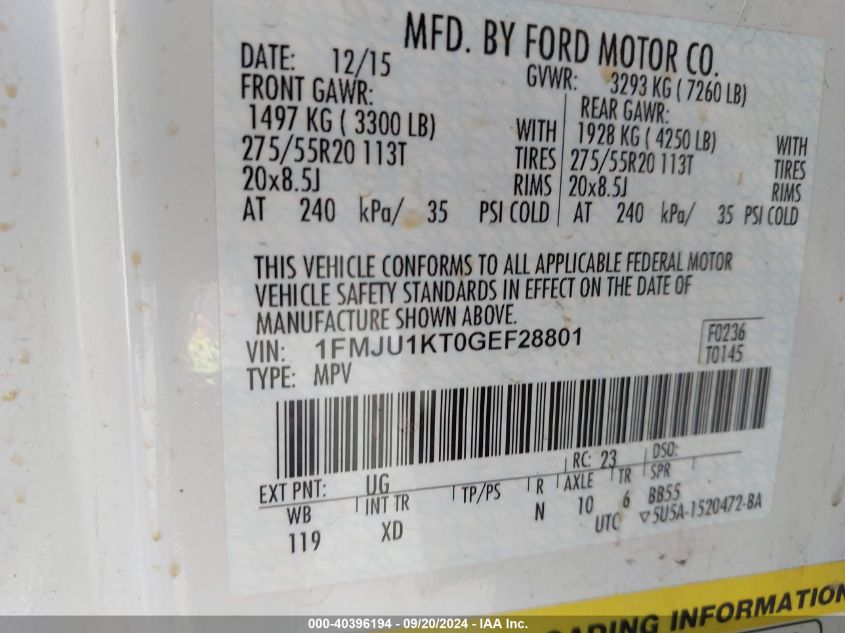 MFD. BY FORD MOTOR CO.
DATE: 12/15 GVWR: 3293 KG ( 7260 LB)
FRONT GAWR: REAR GAWR:
1497 KG ( 3300 LB) WITH 1928 KG ( 4250 LB) WITH
275/55R20 113T TIRES 275/55R20 113T TIRES
20x8.5J RIMS 20x8.5J RIMS
AT 240 kPa/ 35 PSI COLD AT 240 kPa/ 35 PSI COLD
THIS VEHICLE CONFORMS TO ALL APPLICABLE FEDERAL MOTOR
VEHICLE SAFETY STANDARDS IN EFFECT ON THE DATE OF
MANUFACTURE SHOWN ABOVE.
VIN: 1FMJU1KT0GEF28801 F0236
TYPE: MPV T0145
EXT PNT: UG RC: 23 DSO:
WB INT TR TP/PS R AXLE TR SPR
119 XD N 10 6 BB55
UTC ▽5U5A-1520472-BA
ADING INFORMATION
000-40396194 - 09/20/2024 - IAA Inc.